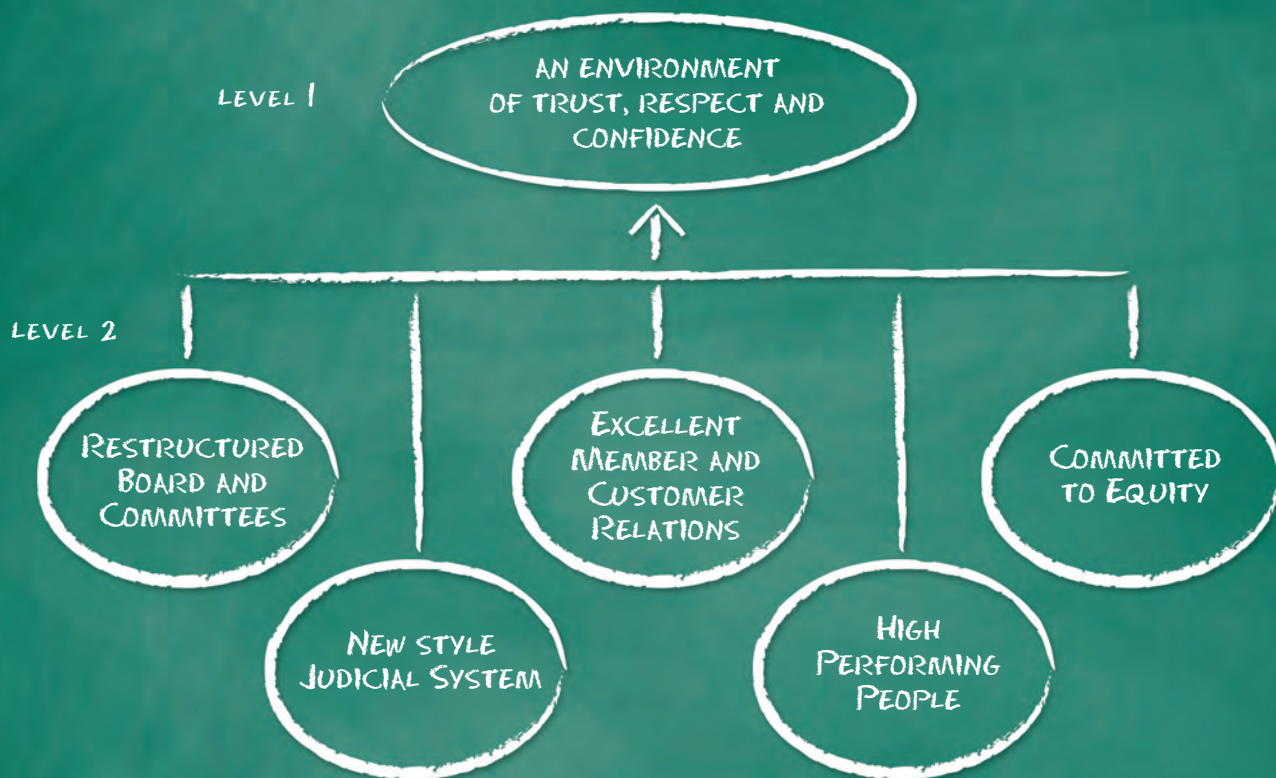 LEVEL 1
AN ENVIRONMENT
OF TRUST, RESPECT AND
CONFIDENCE
LEVEL 2
RESTRUCTURED
BOARD AND
COMMITTEES
NEW STYLE
JUDICIAL SYSTEM
EXCELLENT
MEMBER AND
CUSTOMER
RELATIONS
HIGH
PERFORMING
PEOPLE
COMMITTED
TO EQUITY